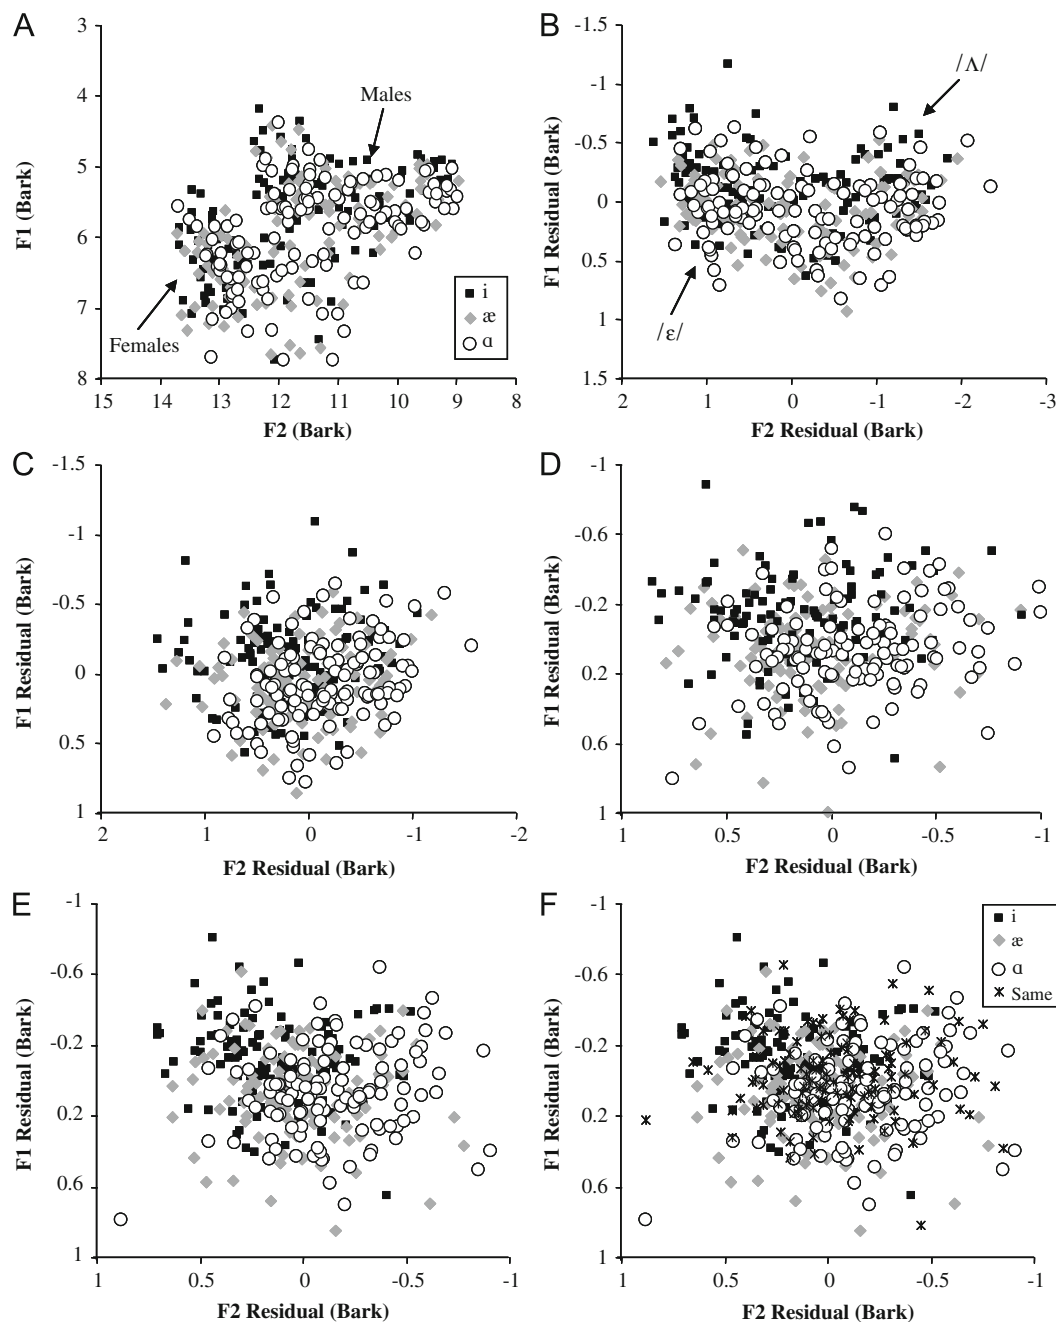 A
3
4
5
6
7
8
F1 (Bark)
15
14
13
12
11
10
9
8
F2 (Bark)
Males
Females
i
æ
ɑ
B
-1.5
-1
-0.5
0
0.5
1
1.5
F1 Residual (Bark)
2
1
0
-1
-2
-3
F2 Residual (Bark)
/Λ/
/ε/
C
-1.5
-1
-0.5
0
0.5
1
F1 Residual (Bark)
2
1
0
-1
-2
F2 Residual (Bark)
D
-1
-0.6
-0.2
0.2
0.6
1
F1 Residual (Bark)
1
0.5
0
-0.5
-1
F2 Residual (Bark)
E
-1
-0.6
-0.2
0.2
0.6
1
F1 Residual (Bark)
1
0.5
0
-0.5
-1
F2 Residual (Bark)
F
-1
-0.6
-0.2
0.2
0.6
1
F1 Residual (Bark)
1
0.5
0
-0.5
-1
F2 Residual (Bark)
i
æ
ɑ
Same